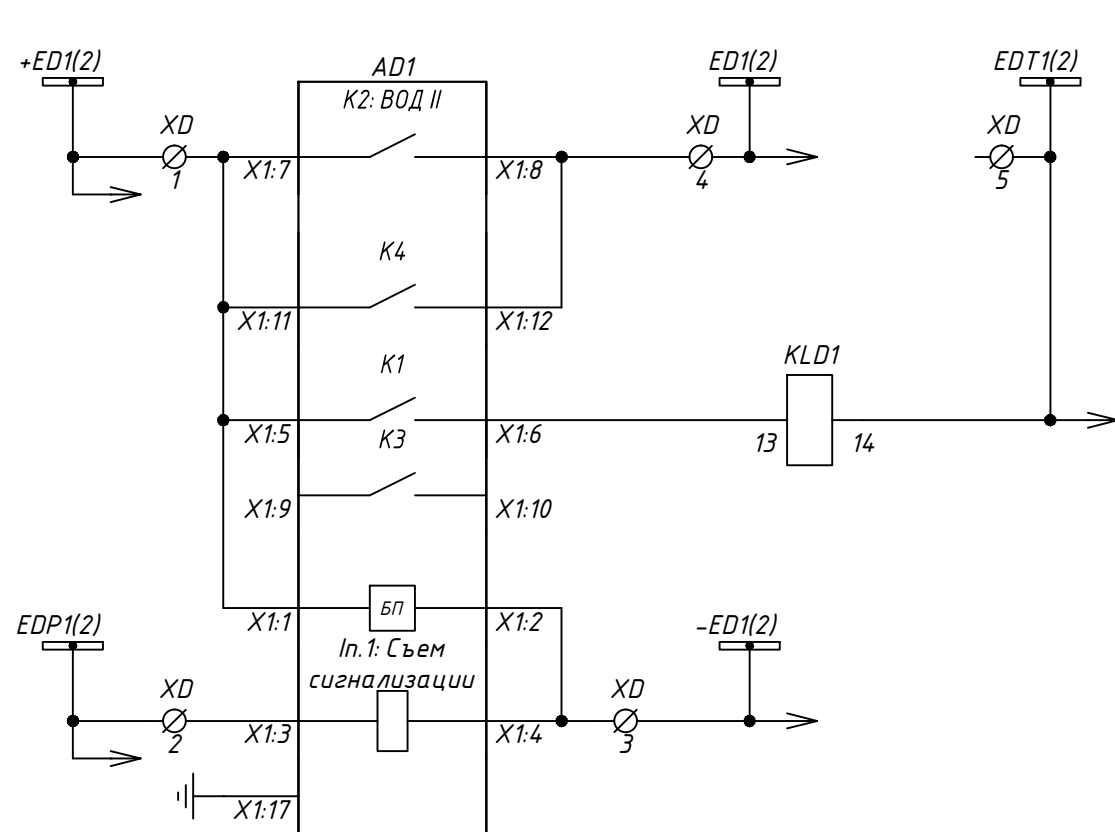 +ED1(2)
AD1
ED1(2)
EDT1(2)
K2: ВОД II
XD
XD
XD
1
X1:7
X1:8
4
5
K4
X1:11
X1:12
K1
KLD1
X1:5
X1:6
K3
13
14
X1:9
X1:10
БП
X1:1
X1:2
EDP1(2)
-ED1(2)
In.1: Съем
сигнализации
XD
XD
2
X1:3
X1:4
3
X1:17